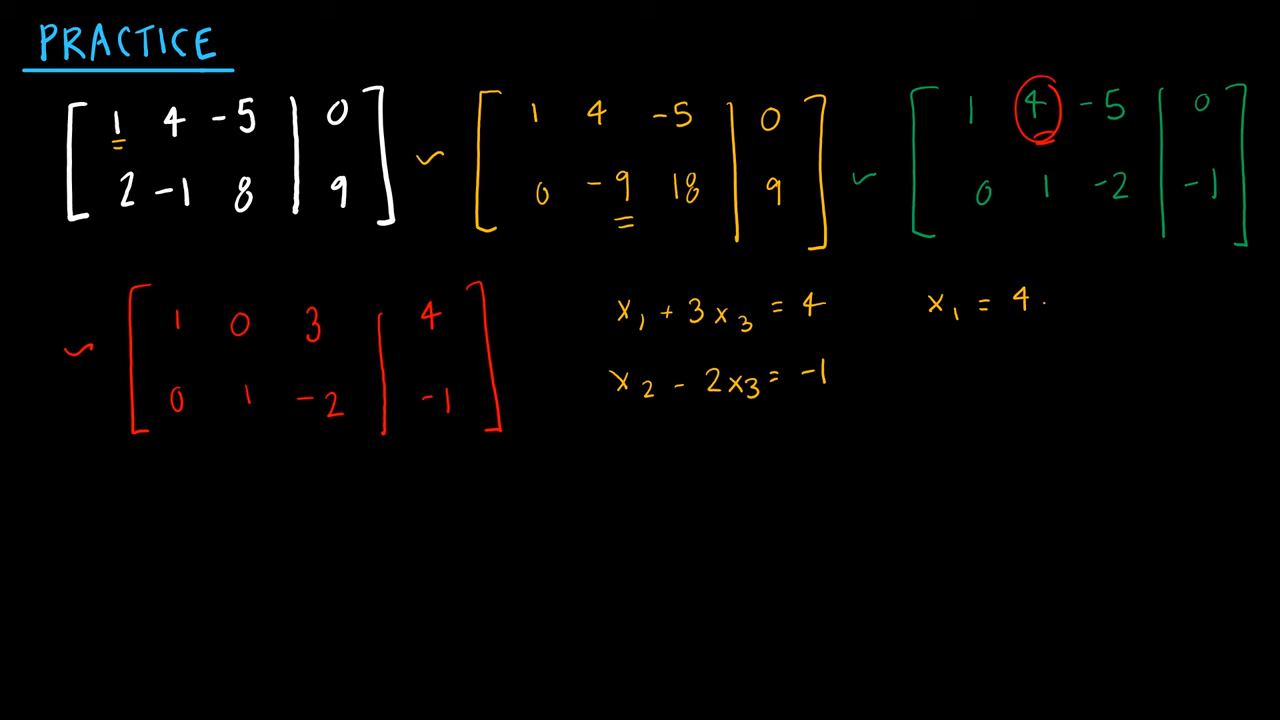 PRACTICE
[ 1 4 -5 | 0 ] ~ [ 1 4 -5 | 0 ] ~ [ 1 4 -5 | 0 ]
[ 2 -1 8 | 9 ] [ 0 -9 18 | 9 ] [ 0 1 -2 | -1 ]
~ [ 1 0 3 | 4 ] x₁ + 3x₃ = 4 x₁ = 4
[ 0 1 -2 | -1 ] x₂ - 2x₃ = -1